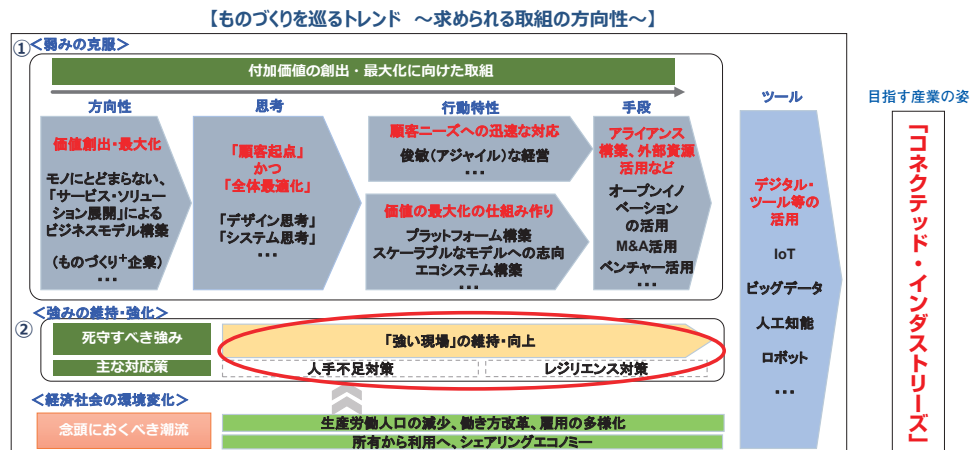 【ものづくりを巡るトレンド ～求められる取組の方向性～】
①＜弱みの克服＞
付加価値の創出・最大化に向けた取組
方向性
価値創出・最大化
モノにとどまらない、
「サービス・ソリュー
ション展開」による
ビジネスモデル構築
(ものづくり+企業)
…
思考
「顧客起点」
かつ
「全体最適化」
「デザイン思考」
「システム思考」
…
行動特性
顧客ニーズへの迅速な対応
俊敏(アジャイル)な経営
…
価値の最大化の仕組み作り
プラットフォーム構築
スケーラブルなモデルへの志向
エコシステム構築
…
手段
アライアンス
構築、外部資源
活用など
オープンイノ
ベーション
の活用
M&A活用
ベンチャー活用
…
②＜強みの維持・強化＞
死守すべき強み
「強い現場」の維持・向上
主な対応策
人手不足対策
レジリエンス対策
＜経済社会の環境変化＞
念頭におくべき潮流
生産労働人口の減少、働き方改革、雇用の多様化
所有から利用へ、シェアリングエコノミー
ツール
デジタル・
ツール等の
活用
IoT
ビッグデータ
人工知能
ロボット
…
目指す産業の姿
「コネクテッド・インダストリーズ」